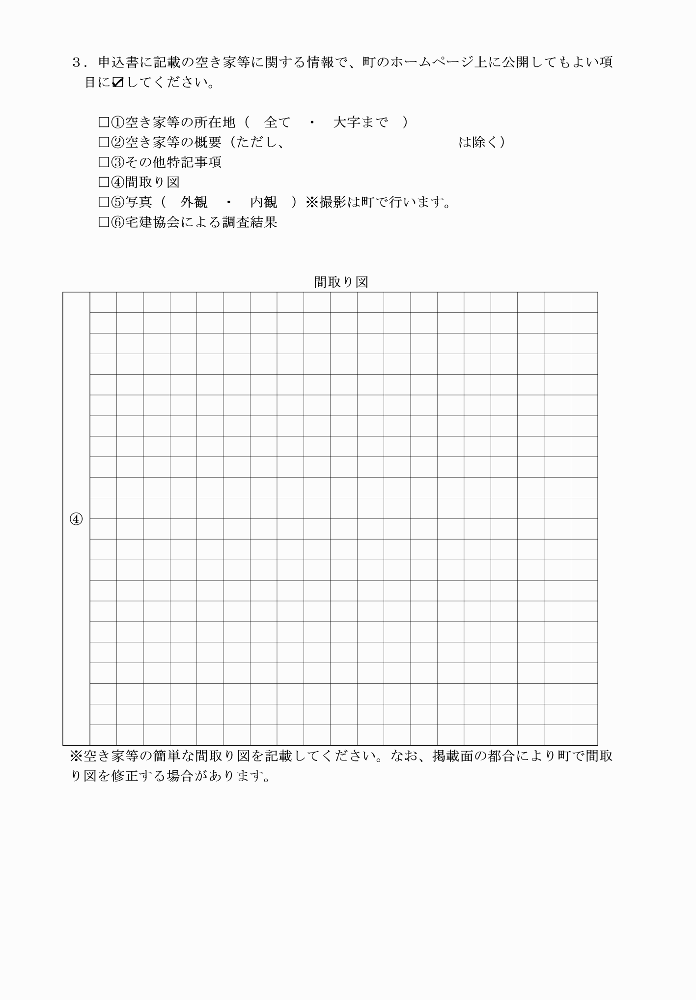 ３．申込書に記載の空き家等に関する情報で、町のホームページ上に公開してもよい項
目に☑してください。
□①空き家等の所在地（　全て　・　大字まで　）
□②空き家等の概要（ただし、　　　　　　　　　　　　は除く）
□③その他特記事項
□④間取り図
□⑤写真（　外観　・　内観　）※撮影は町で行います。
□⑥宅建協会による調査結果
間取り図
④
※空き家等の簡単な間取り図を記載してください。なお、掲載面の都合により町で間取
り図を修正する場合があります。